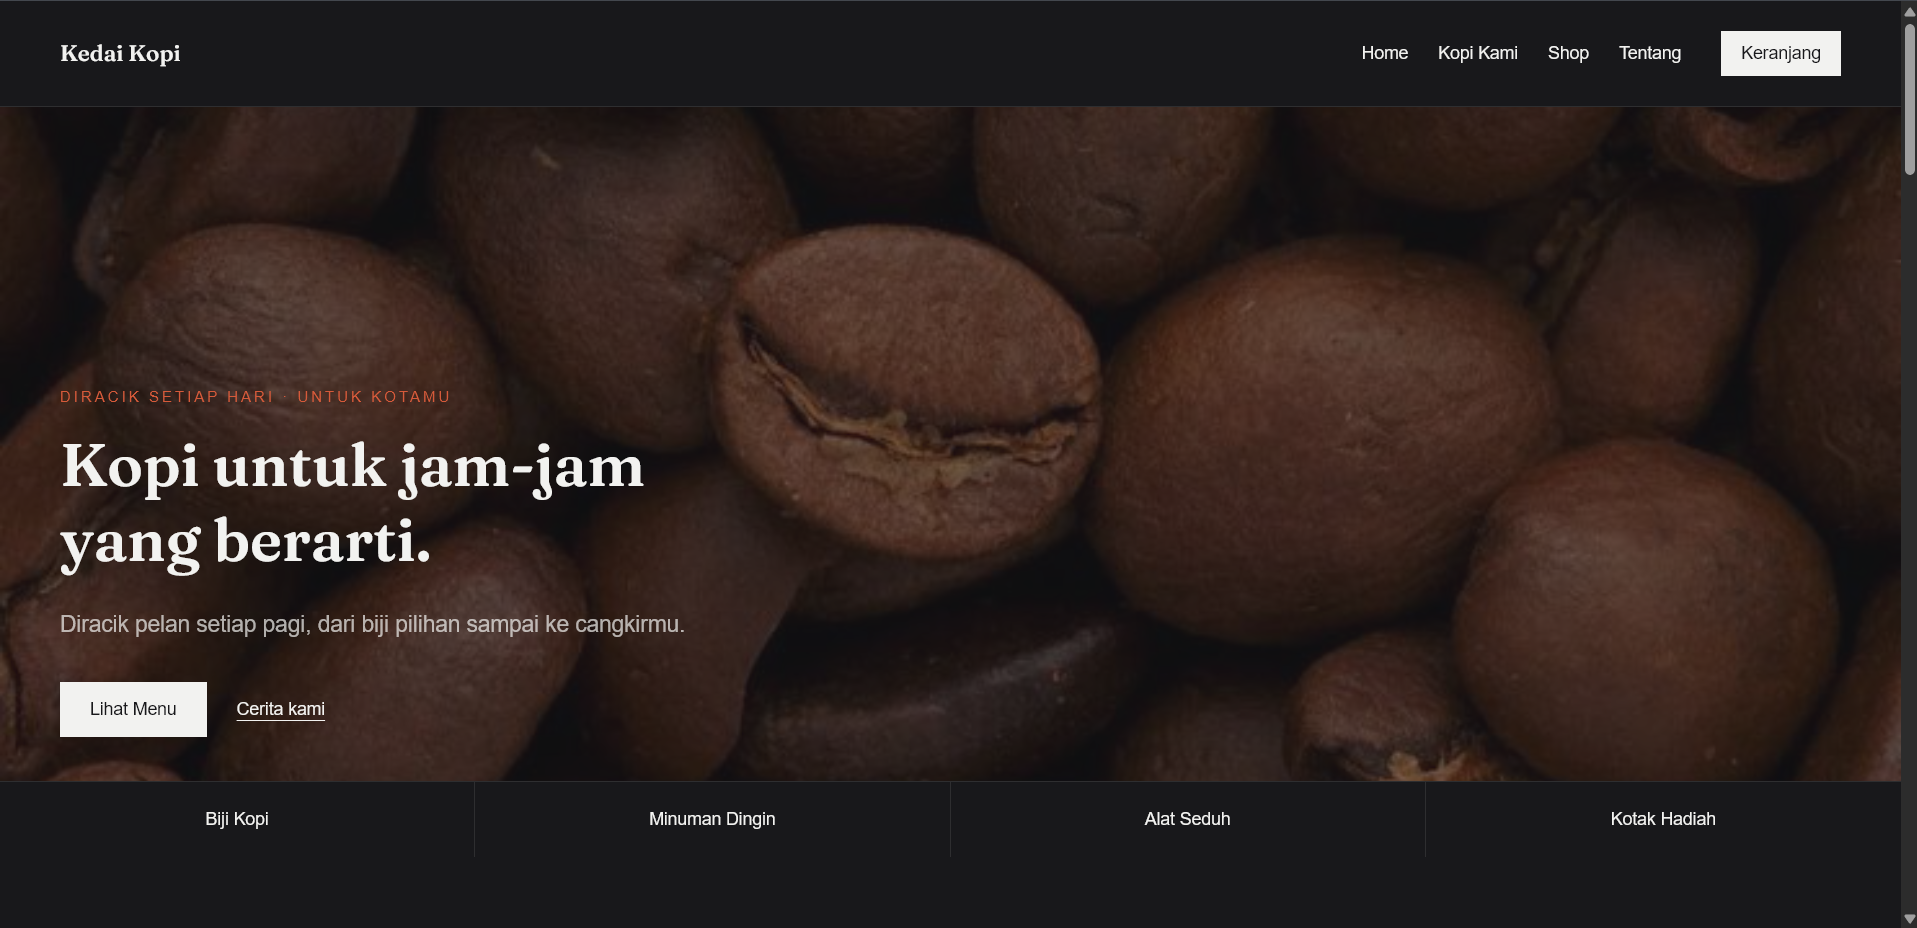 Kedai Kopi
Home
Kopi Kami
Shop
Tentang
Keranjang
DIRACIK SETIAP HARI · UNTUK KOTAMU
Kopi untuk jam-jam
yang berarti.
Diracik pelan setiap pagi, dari biji pilihan sampai ke cangkirmu.
Lihat Menu
Cerita kami
Biji Kopi
Minuman Dingin
Alat Seduh
Kotak Hadiah